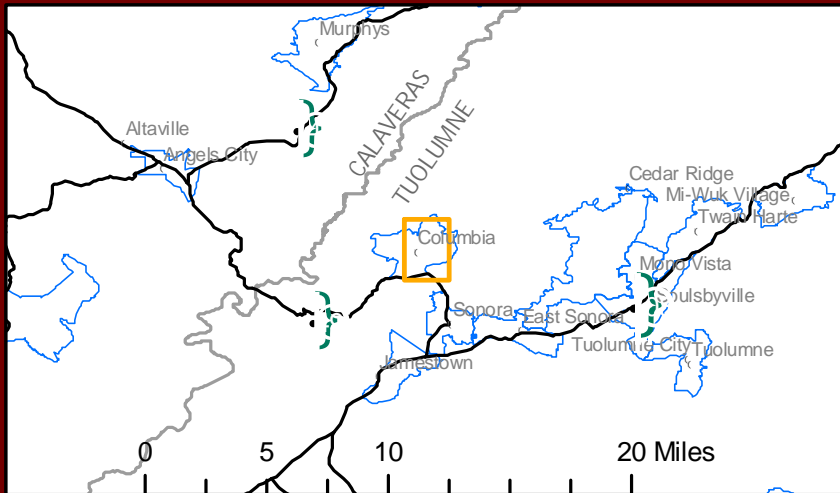 Murphys
CALAVERAS
TUOLUMNE
Altaville
Angels City
Cedar Ridge
Mi-Wuk Village
Twain Harte
Columbia
Mono Vista
Soulsbyville
Sonora
East Sonora
Tuolumne City
Tuolumne
Jamestown
0 5 10 20 Miles